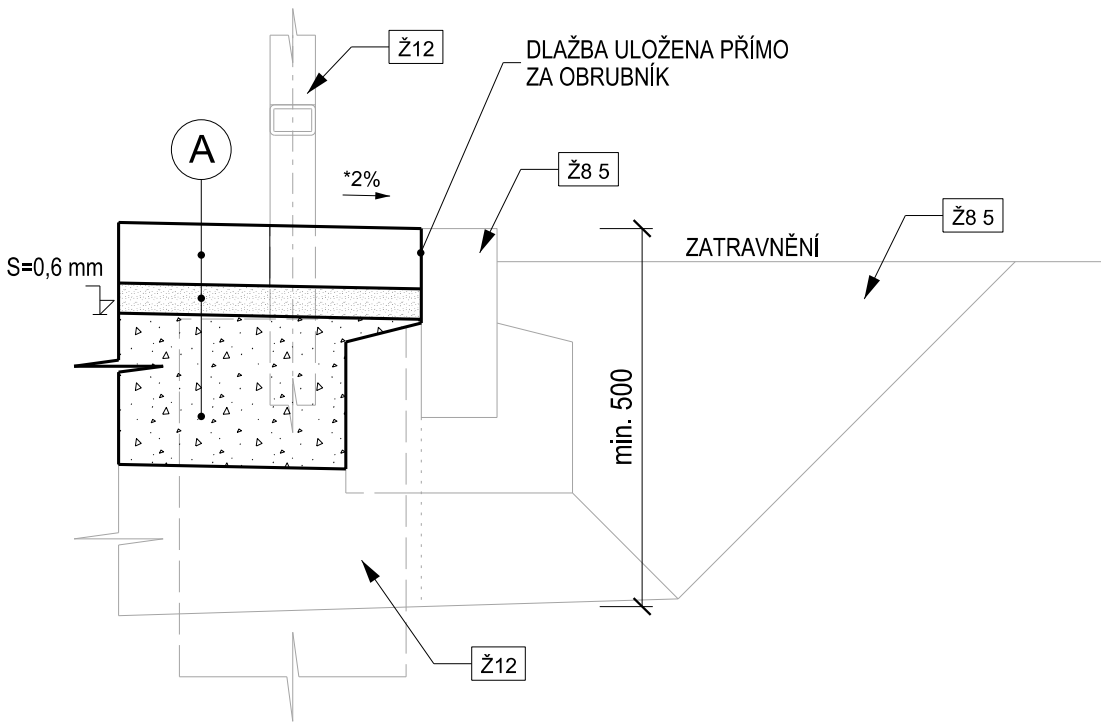 Ž12
DLAŽBA ULOŽENA PŘÍMO
ZA OBRUBNÍK
A
*2%
Ž8 5
Ž8 5
ZATRAVNĚNÍ
S=0,6 mm
min. 500
Ž12